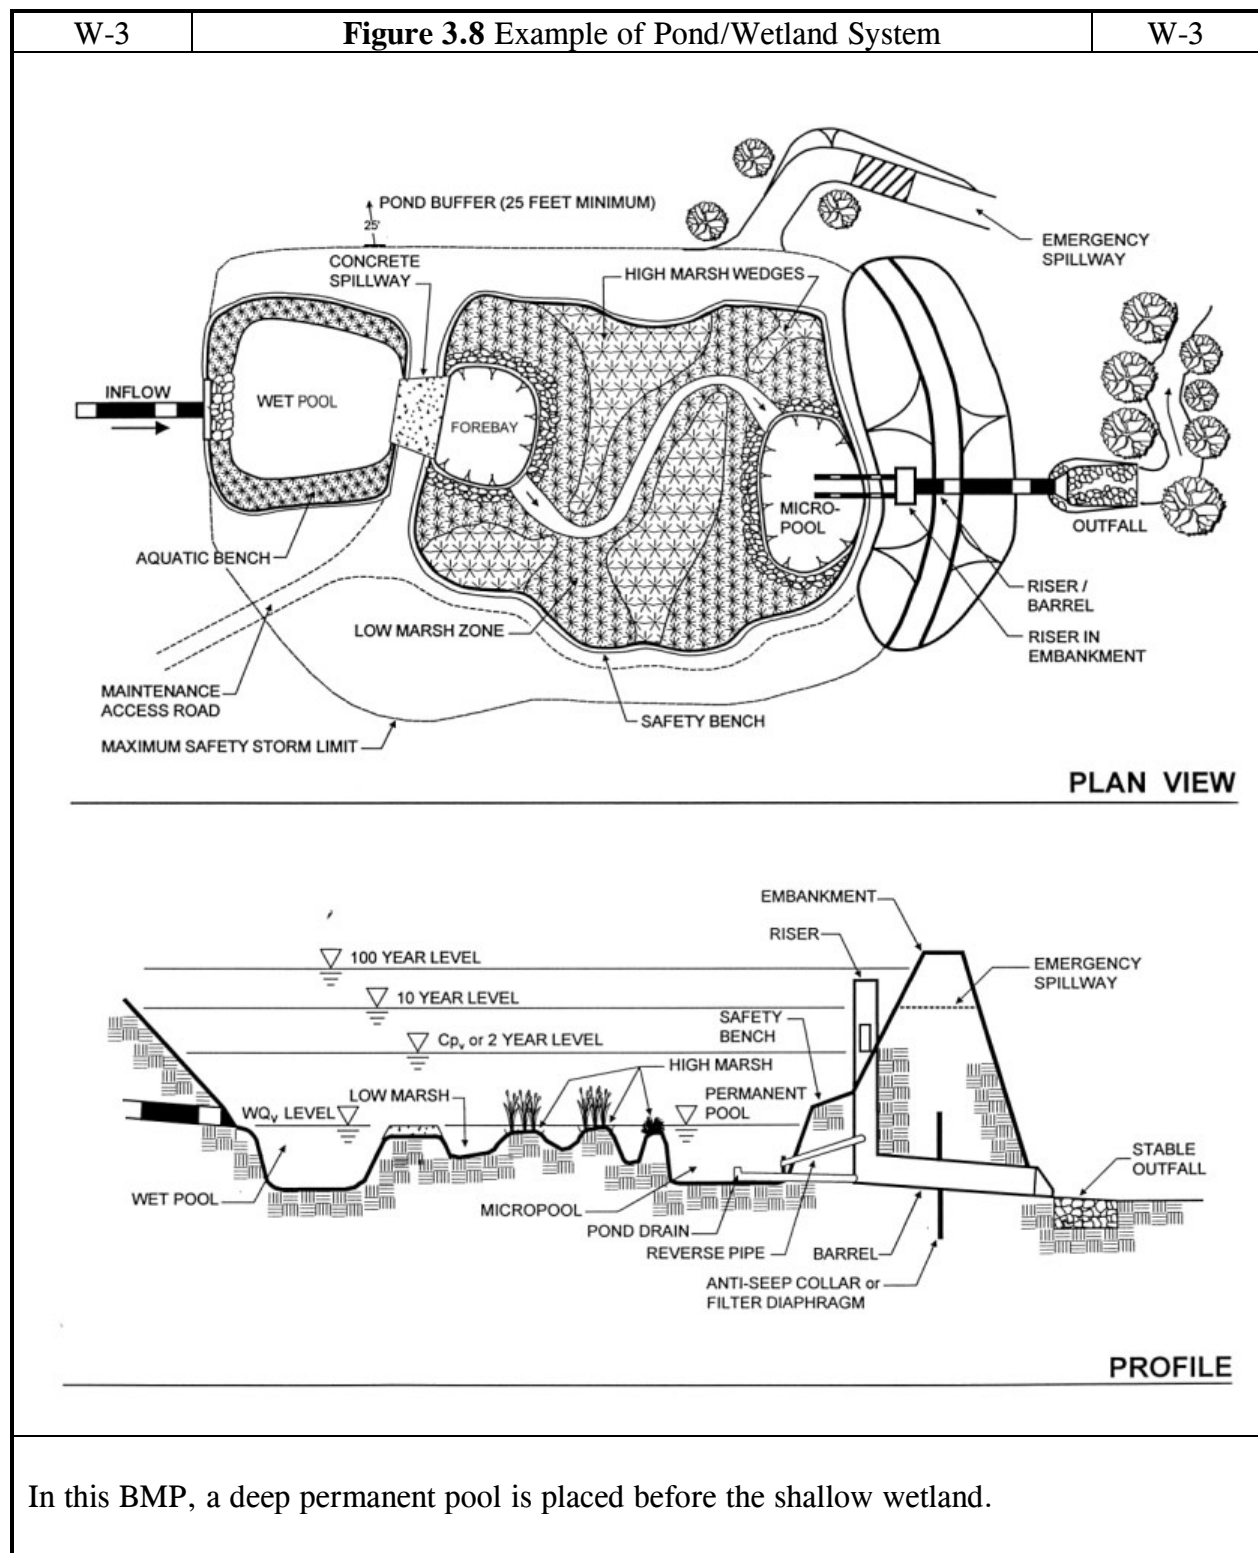 W-3
Figure 3.8 Example of Pond/Wetland System
W-3
POND BUFFER (25 FEET MINIMUM)
25'
CONCRETE
SPILLWAY
HIGH MARSH WEDGES
EMERGENCY
SPILLWAY
INFLOW
WET POOL
FOREBAY
MICRO-
POOL
OUTFALL
AQUATIC BENCH
RISER /
BARREL
LOW MARSH ZONE
RISER IN
EMBANKMENT
MAINTENANCE
ACCESS ROAD
SAFETY BENCH
MAXIMUM SAFETY STORM LIMIT
PLAN VIEW
EMBANKMENT
RISER
100 YEAR LEVEL
EMERGENCY
SPILLWAY
10 YEAR LEVEL
SAFETY
BENCH
Cpv or 2 YEAR LEVEL
HIGH MARSH
LOW MARSH
PERMANENT
POOL
WQv LEVEL
STABLE
OUTFALL
WET POOL
MICROPOOL
POND DRAIN
REVERSE PIPE
BARREL
ANTI-SEEP COLLAR or
FILTER DIAPHRAGM
PROFILE
In this BMP, a deep permanent pool is placed before the shallow wetland.